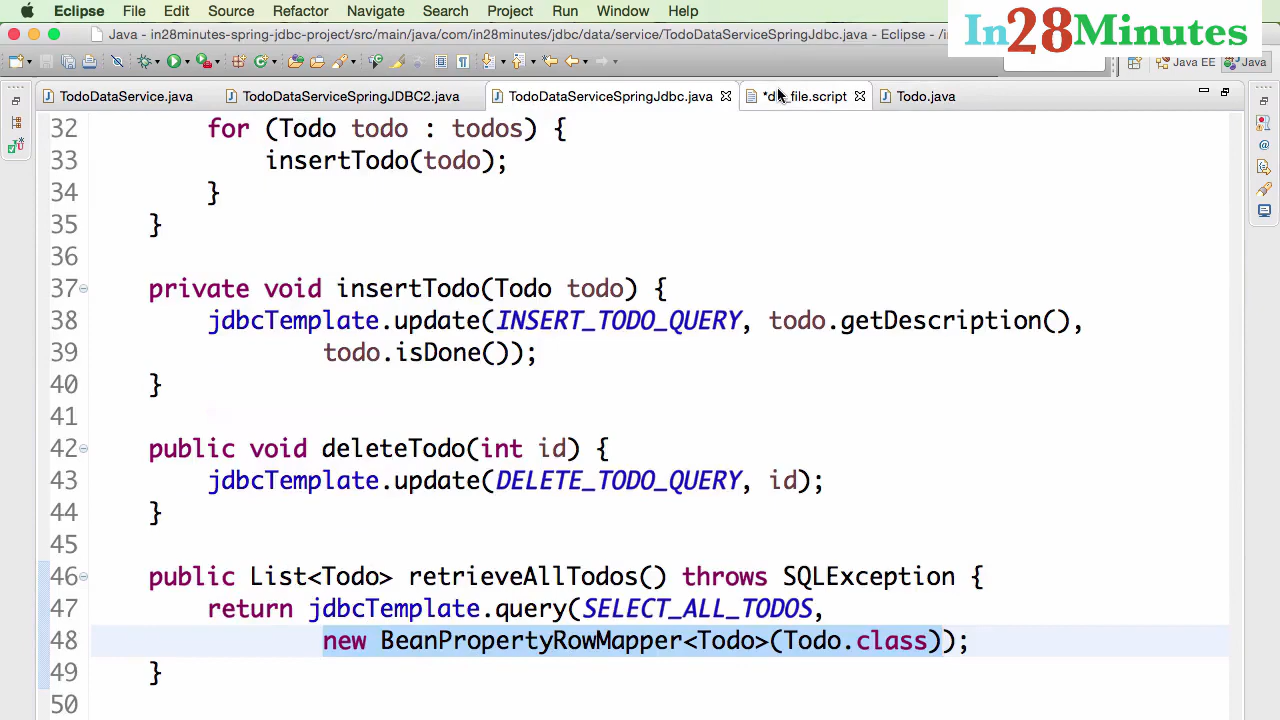 Eclipse File Edit Source Refactor Navigate Search Project Run Window Help
In28Minutes
Java - in28minutes-spring-jdbc/project/src/main/java/com/in28minutes/jdbc/data/service/TodoDataServiceSpringJdbc.java - Eclipse -
Java EE Java
TodoDataService.java TodoDataServiceSpringJDBC2.java TodoDataServiceSpringJdbc.java Todo.java
32 for (Todo todo : todos) {
33 insertTodo(todo);
34 }
35 }
36
37 private void insertTodo(Todo todo) {
38 jdbcTemplate.update(INSERT_TODO_QUERY, todo.getDescription(),
39 todo.isDone());
40 }
41
42 public void deleteTodo(int id) {
43 jdbcTemplate.update(DELETE_TODO_QUERY, id);
44 }
45
46 public List<Todo> retrieveAllTodos() throws SQLException {
47 return jdbcTemplate.query(SELECT_ALL_TODOS,
48 new BeanPropertyRowMapper<Todo>(Todo.class));
49 }
50